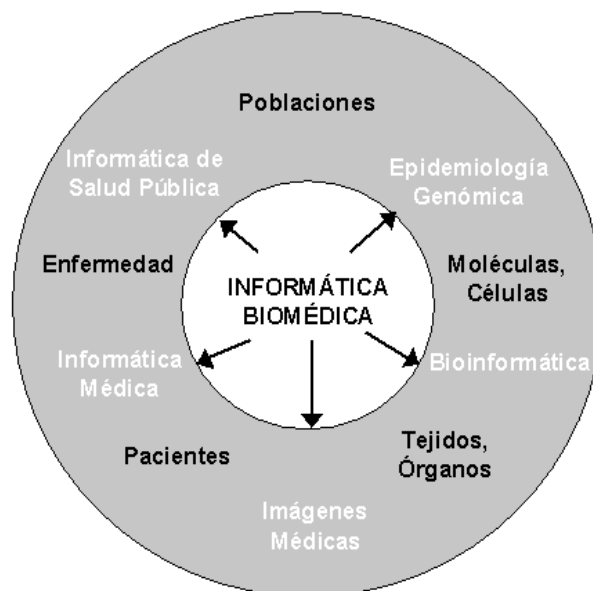 Poblaciones
Informática de
Salud Pública
Epidemiología
Genómica
Enfermedad
Moléculas,
Células
INFORMÁTICA
BIOMÉDICA
Informática
Médica
Bioinformática
Pacientes
Tejidos,
Órganos
Imágenes
Médicas